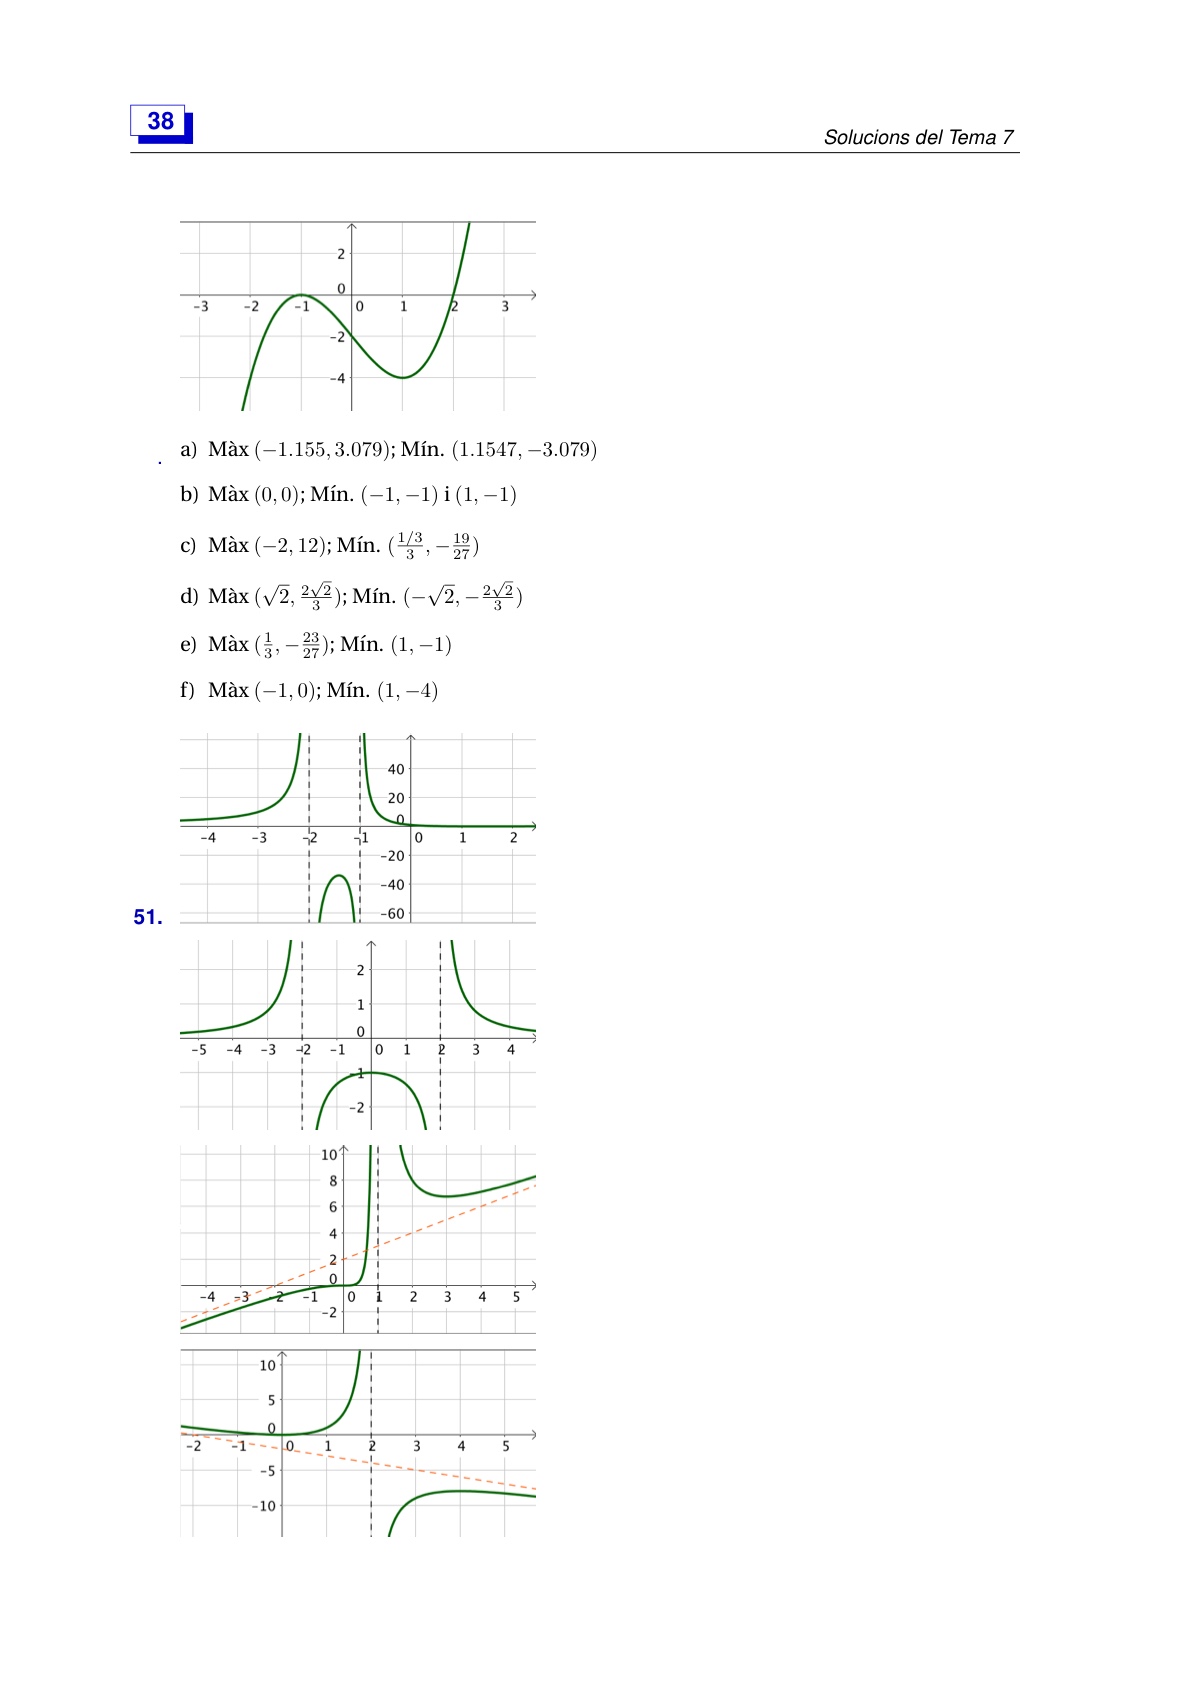 38
Solucions del Tema 7
2
0
-3 -2 -1 0 1 2 3
-2
-4
. a) Màx (−1.155, 3.079); Mín. (1.1547, −3.079)
b) Màx (0, 0); Mín. (−1, −1) i (1, −1)
c) Màx (−2, 12); Mín. (\frac{1/3}{3}, −\frac{19}{27})
d) Màx (√2, \frac{2√2}{3}); Mín. (−√2, −\frac{2√2}{3})
e) Màx (\frac{1}{3}, −\frac{23}{27}); Mín. (1, −1)
f) Màx (−1, 0); Mín. (1, −4)
40
20
0
-4 -3 -2 -1 0 1 2
-20
-40
-60
51.
2
1
0
-5 -4 -3 -2 -1 0 1 2 3 4
-1
-2
10
8
6
4
2
0
-4 -3 -2 -1 0 1 2 3 4 5
-2
10
5
0
-2 -1 0 1 2 3 4 5
-5
-10